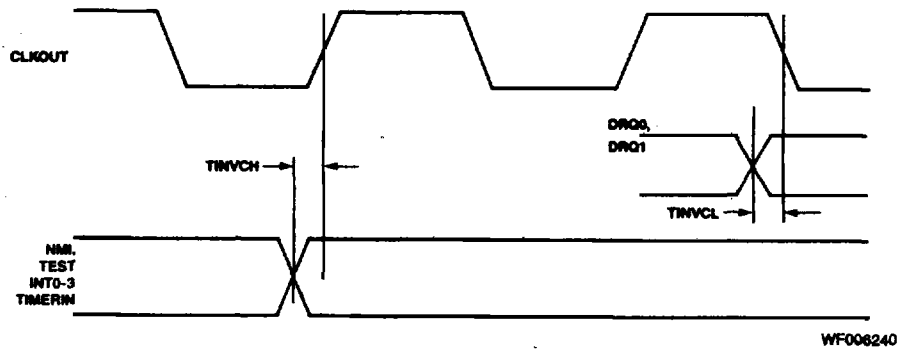 CLKOUT
DRQ0,
DRQ1
TINVCH
TINVCL
NMI,
TEST
INT0-3
TIMERIN
WF006240